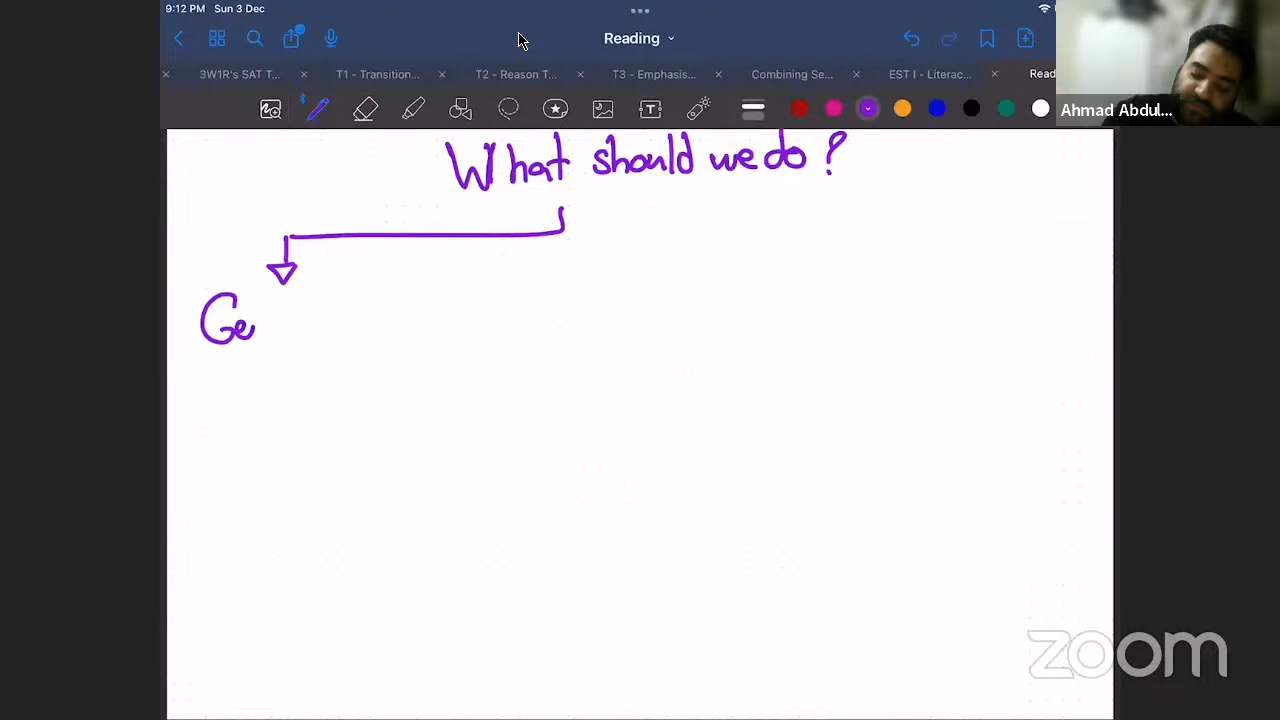 9:12 PM Sun 3 Dec
Reading
3W1R's SAT T...
T1 - Transition...
T2 - Reason T...
T3 - Emphasis...
Combining Se...
EST I - Literac...
Read
T
Ahmad Abdul...
What should we do?
Ge
zoom